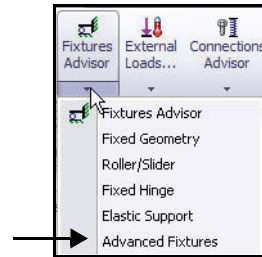 Fixtures Advisor
External Loads...
Connections Advisor
Fixtures Advisor
Fixed Geometry
Roller/Slider
Fixed Hinge
Elastic Support
Advanced Fixtures